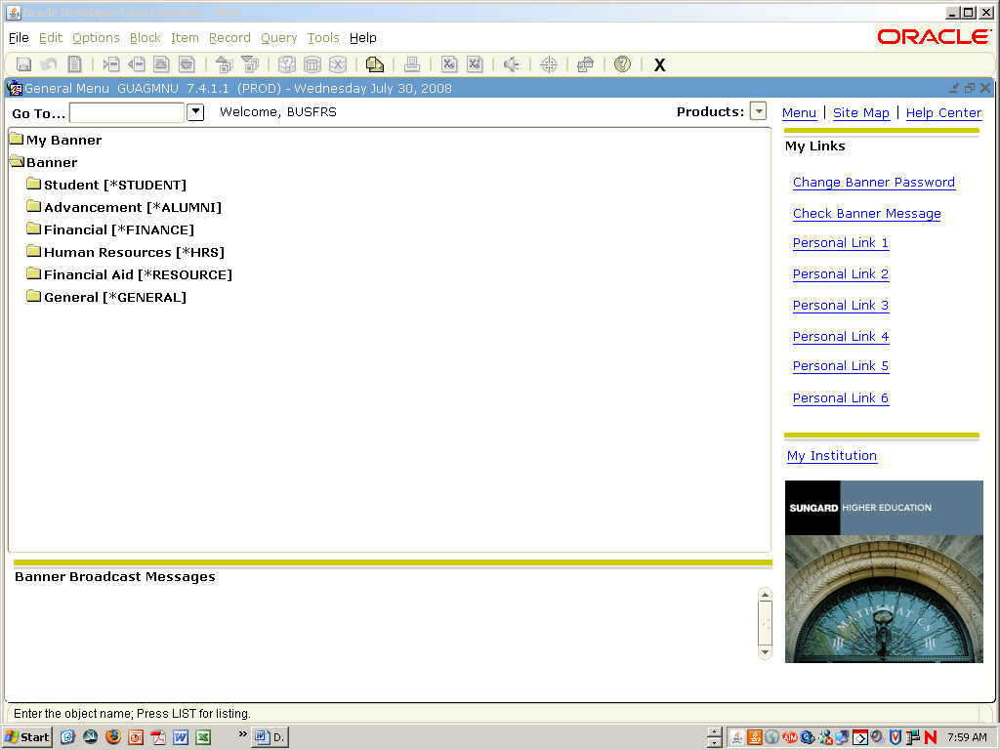 Oracle Developer Forms Runtime - Web
File Edit Options Block Item Record Query Tools Help
ORACLE
General Menu GUAGMNU 7.4.1.1 (PROD) - Wednesday July 30, 2008
Go To... Welcome, BUSFRS Products: Menu | Site Map | Help Center
My Banner
Banner
Student [*STUDENT]
Advancement [*ALUMNI]
Financial [*FINANCE]
Human Resources [*HRS]
Financial Aid [*RESOURCE]
General [*GENERAL]
My Links
Change Banner Password
Check Banner Message
Personal Link 1
Personal Link 2
Personal Link 3
Personal Link 4
Personal Link 5
Personal Link 6
My Institution
SUNGARD HIGHER EDUCATION
MATHEMATICS
Banner Broadcast Messages
Enter the object name; Press LIST for listing.
Start D. 7:59 AM